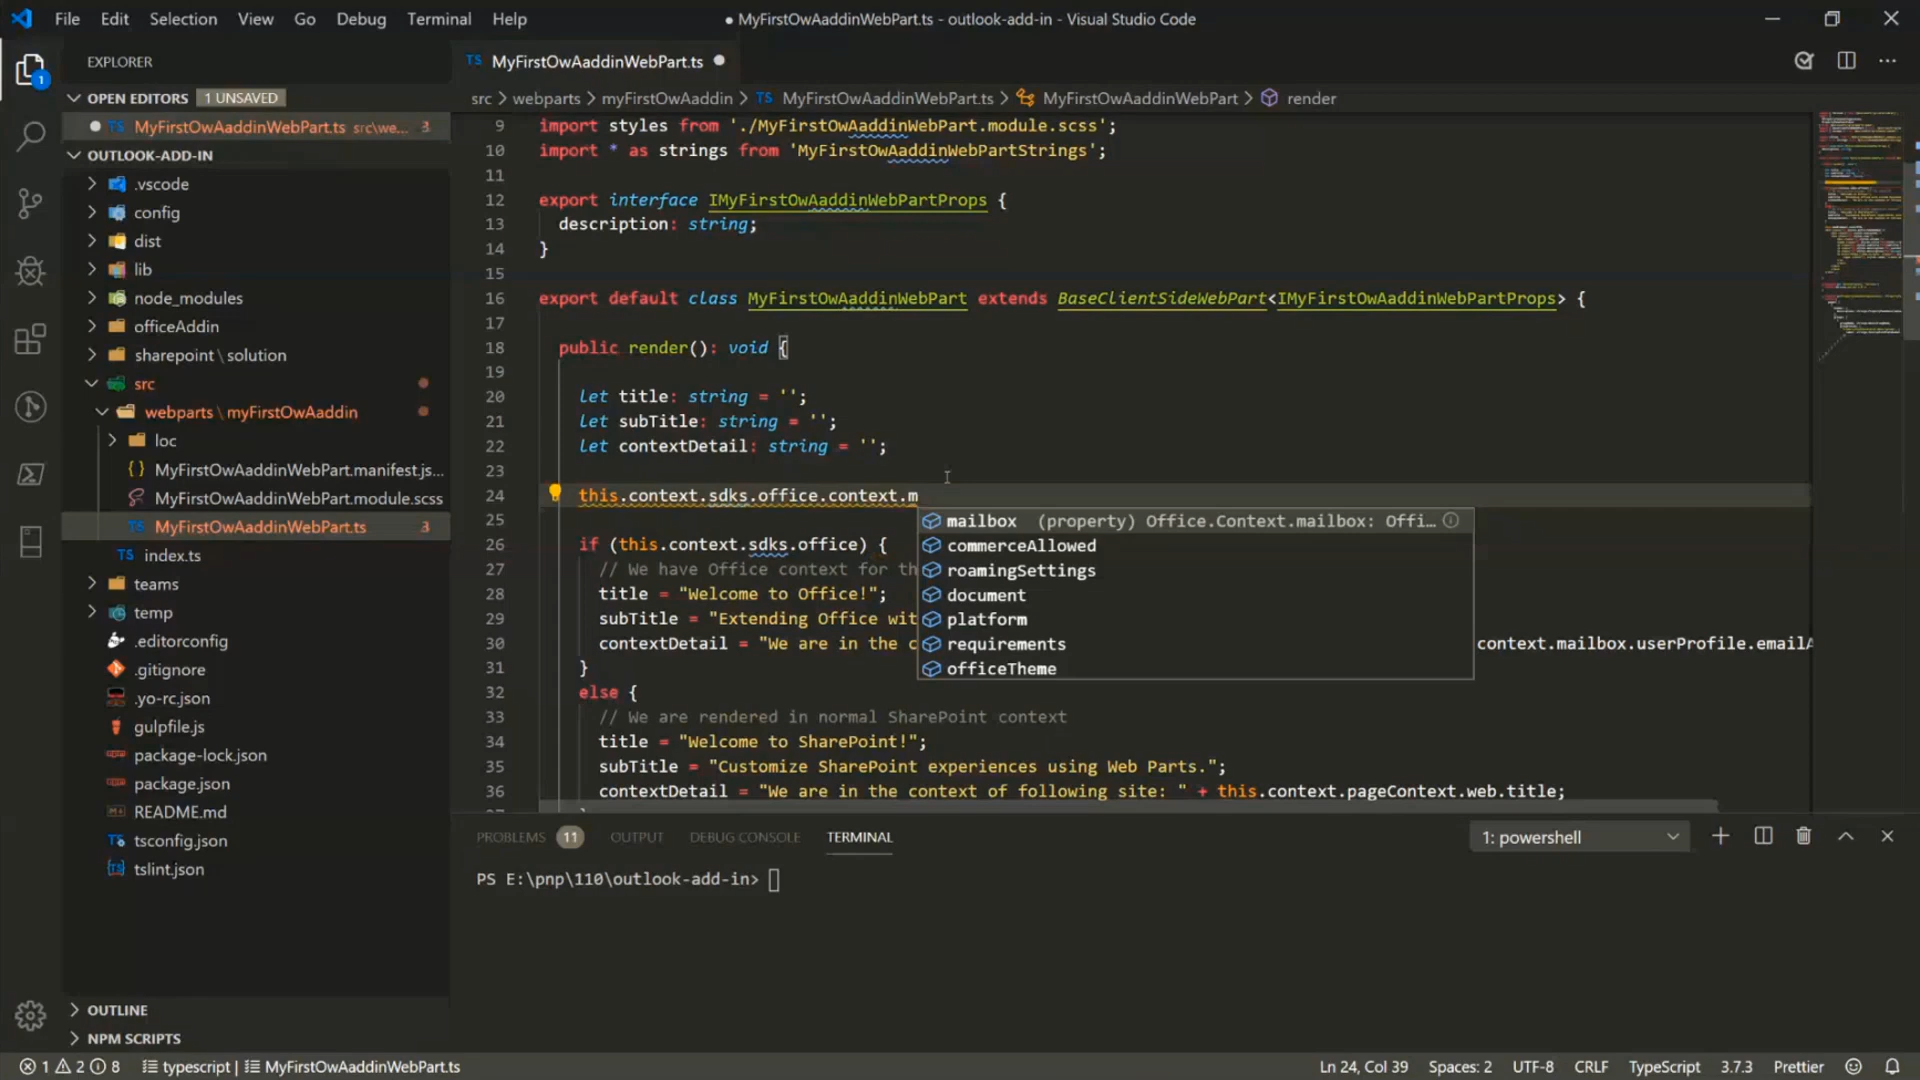 File Edit Selection View Go Debug Terminal Help
● MyFirstOwAaddinWebPart.ts - outlook-add-in - Visual Studio Code
EXPLORER
OPEN EDITORS 1 UNSAVED
● TS MyFirstOwAaddinWebPart.ts src\we... 3
OUTLOOK-ADD-IN
.vscode
config
dist
lib
node_modules
officeAddin
sharepoint \ solution
src
webparts \ myFirstOwAaddin
loc
{} MyFirstOwAaddinWebPart.manifest.js...
MyFirstOwAaddinWebPart.module.scss
TS MyFirstOwAaddinWebPart.ts 3
TS index.ts
teams
temp
.editorconfig
.gitignore
.yo-rc.json
gulpfile.js
package-lock.json
package.json
README.md
tsconfig.json
tslint.json
OUTLINE
NPM SCRIPTS
1
TS MyFirstOwAaddinWebPart.ts ●
src > webparts > myFirstOwAaddin > TS MyFirstOwAaddinWebPart.ts > MyFirstOwAaddinWebPart > render
9 import styles from './MyFirstOwAaddinWebPart.module.scss';
10 import * as strings from 'MyFirstOwAaddinWebPartStrings';
11
12 export interface IMyFirstOwAaddinWebPartProps {
13 description: string;
14 }
15
16 export default class MyFirstOwAaddinWebPart extends BaseClientSideWebPart<IMyFirstOwAaddinWebPartProps> {
17
18 public render(): void {
19
20 let title: string = '';
21 let subTitle: string = '';
22 let contextDetail: string = '';
23
24 this.context.sdks.office.context.m
25
26 if (this.context.sdks.office) {
27 // We have Office context for th
28 title = "Welcome to Office!";
29 subTitle = "Extending Office wit
30 contextDetail = "We are in the c context.mailbox.userProfile.emailA
31 }
32 else {
33 // We are rendered in normal SharePoint context
34 title = "Welcome to SharePoint!";
35 subTitle = "Customize SharePoint experiences using Web Parts.";
36 contextDetail = "We are in the context of following site: " + this.context.pageContext.web.title;
mailbox (property) Office.Context.mailbox: Offi...
commerceAllowed
roamingSettings
document
platform
requirements
officeTheme
PROBLEMS 11 OUTPUT DEBUG CONSOLE TERMINAL 1: powershell
PS E:\pnp\110\outlook-add-in>
1 2 8 typescript | MyFirstOwAaddinWebPart.ts Ln 24, Col 39 Spaces: 2 UTF-8 CRLF TypeScript 3.7.3 Prettier